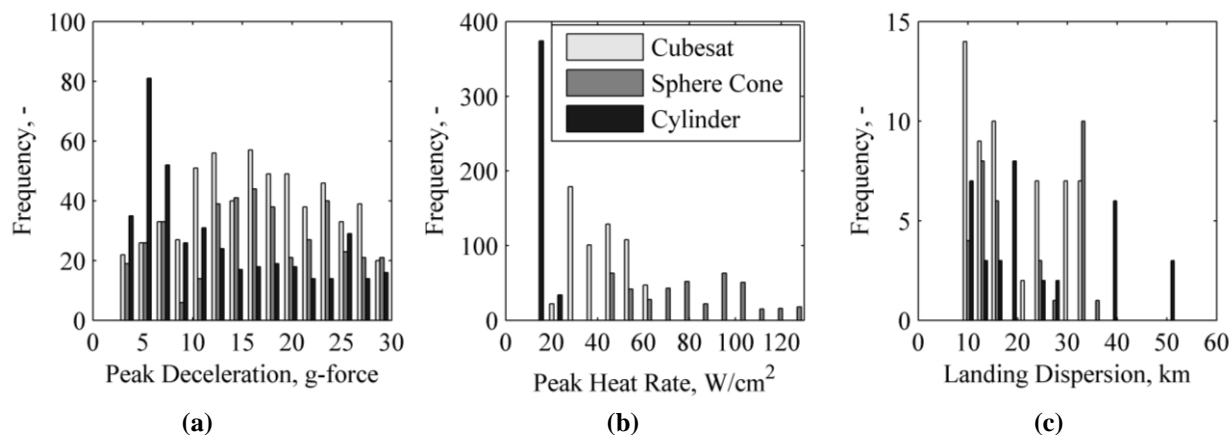 100
80
60
40
20
0
Frequency, -
0 5 10 15 20 25 30
Peak Deceleration, g-force
(a)
400
300
200
100
0
Frequency, -
Cubesat
Sphere Cone
Cylinder
20 40 60 80 100 120
Peak Heat Rate, W/cm²
(b)
15
10
5
0
Frequency, -
0 10 20 30 40 50 60
Landing Dispersion, km
(c)